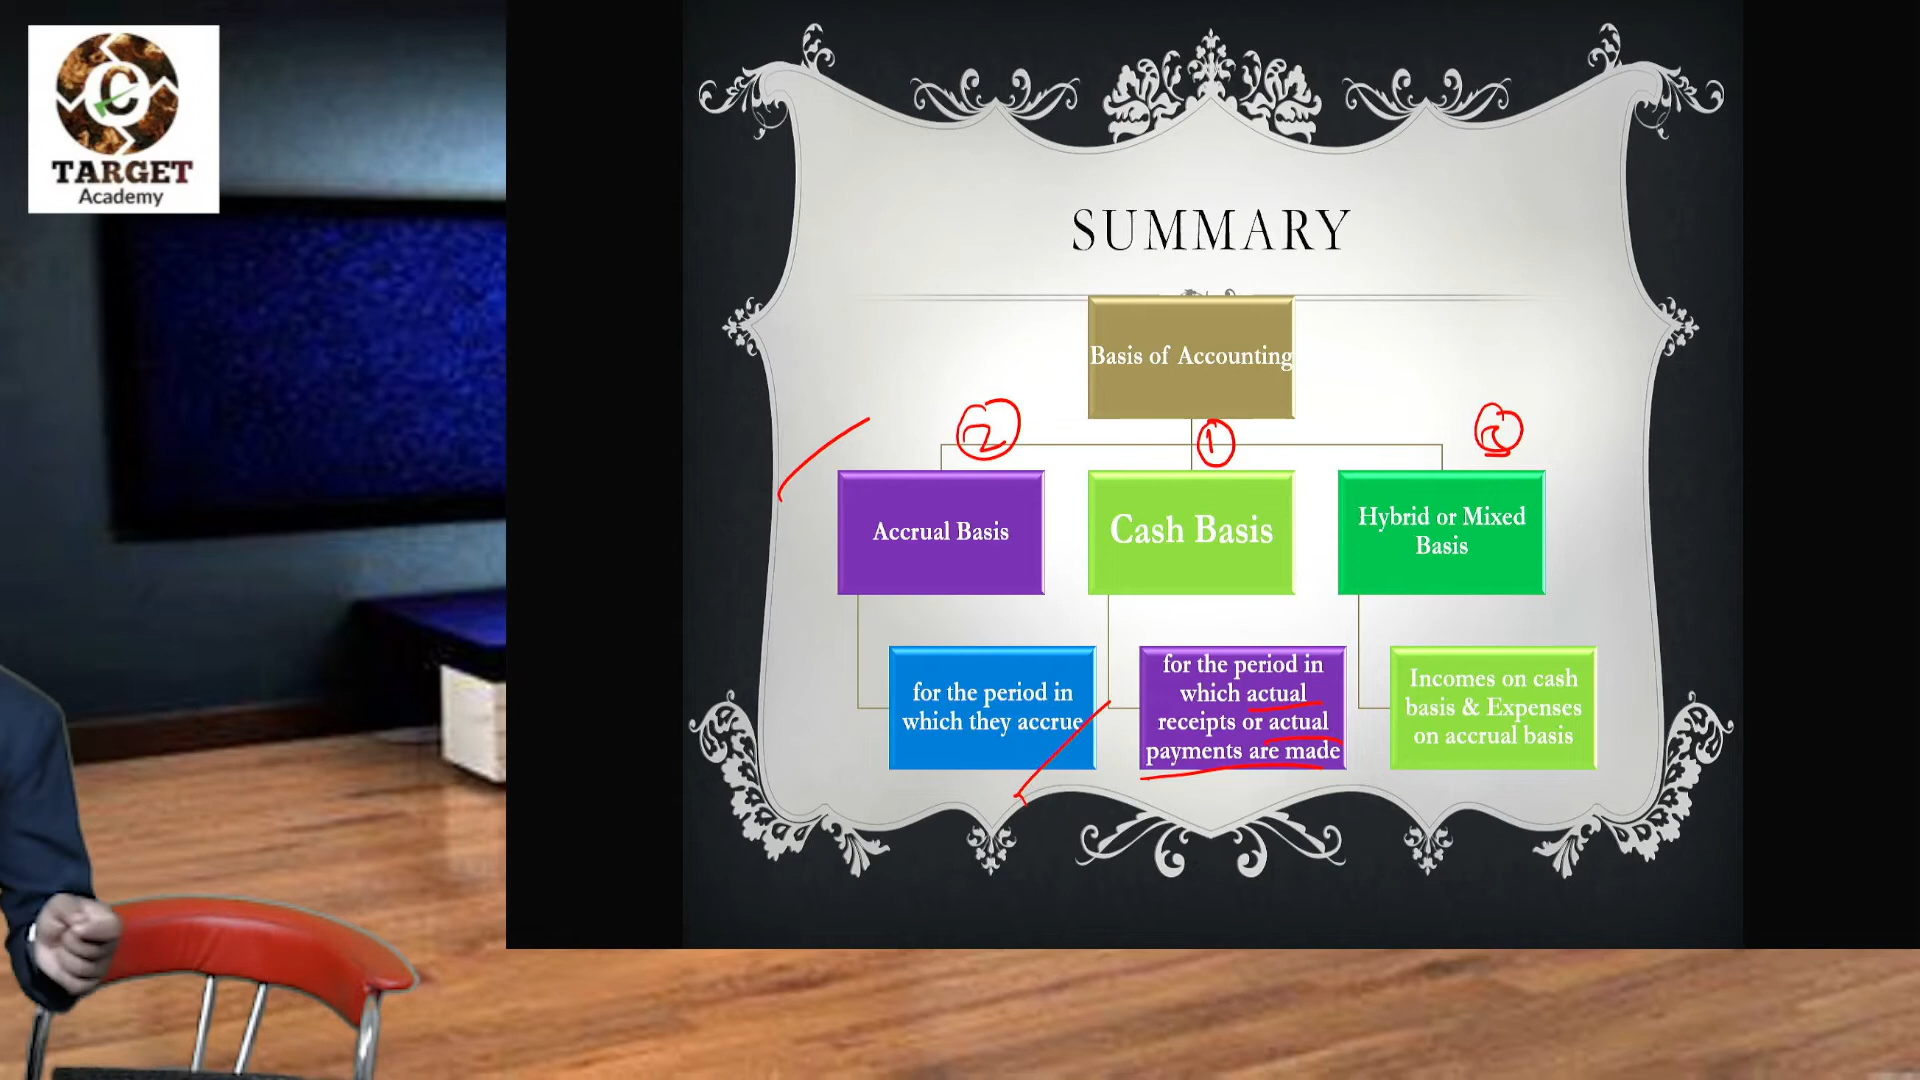 TARGET
Academy
SUMMARY
Basis of Accounting
2
1
Accrual Basis
Cash Basis
Hybrid or Mixed
Basis
for the period in
which they accrue
for the period in
which actual
receipts or actual
payments are made
Incomes on cash
basis & Expenses
on accrual basis